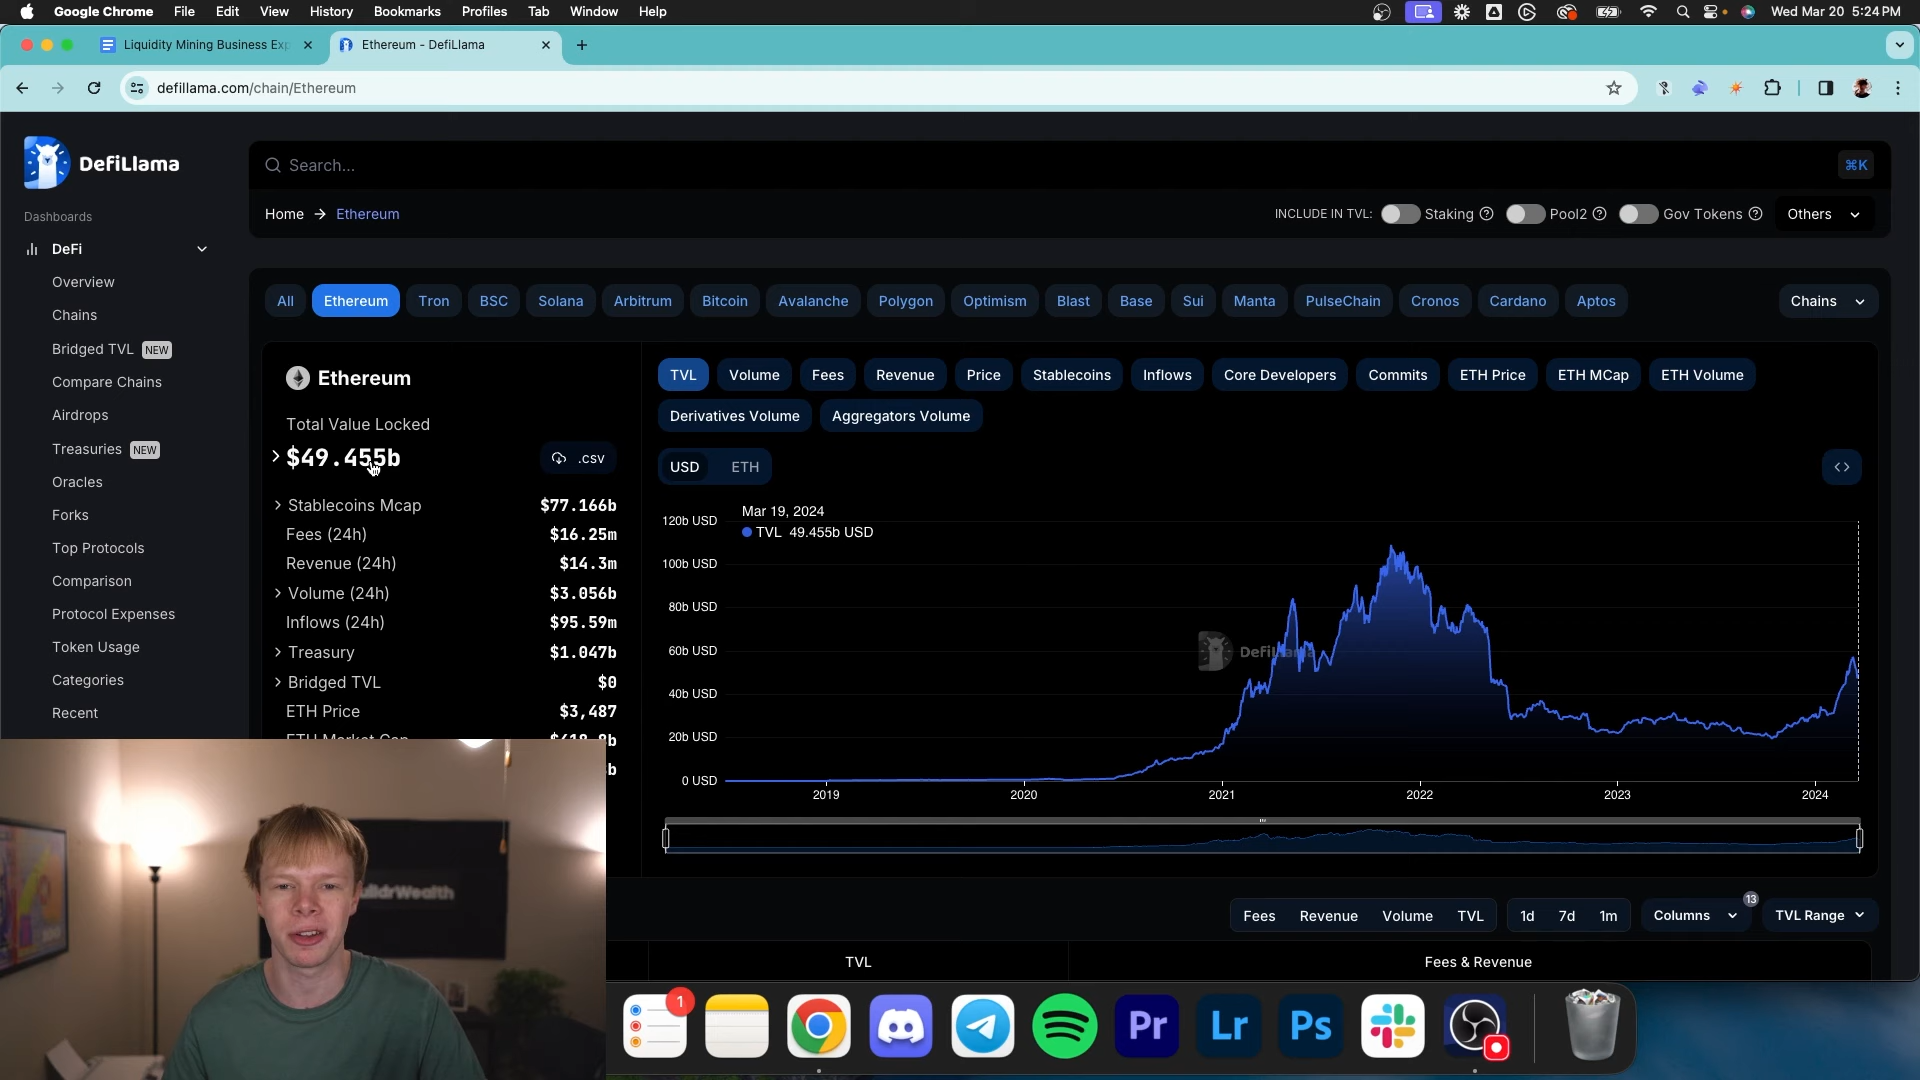 Google Chrome File Edit View History Bookmarks Profiles Tab Window Help Wed Mar 20 5:24 PM
Liquidity Mining Business Exp
Ethereum - DefiLlama
defillama.com/chain/Ethereum
DefiLlama
Search...
⌘K
Home → Ethereum
INCLUDE IN TVL: Staking Pool2 Gov Tokens Others
Dashboards
DeFi
Overview
Chains
Bridged TVL NEW
Compare Chains
Airdrops
Treasuries NEW
Oracles
Forks
Top Protocols
Comparison
Protocol Expenses
Token Usage
Categories
Recent
All Ethereum Tron BSC Solana Arbitrum Bitcoin Avalanche Polygon Optimism Blast Base Sui Manta PulseChain Cronos Cardano Aptos Chains
Ethereum
Total Value Locked
$49.455b .csv
Stablecoins Mcap $77.166b
Fees (24h) $16.25m
Revenue (24h) $14.3m
Volume (24h) $3.056b
Inflows (24h) $95.59m
Treasury $1.047b
Bridged TVL $0
ETH Price $3,487
ETH Market Cap
TVL Volume Fees Revenue Price Stablecoins Inflows Core Developers Commits ETH Price ETH MCap ETH Volume
Derivatives Volume Aggregators Volume
USD ETH
Mar 19, 2024
TVL 49.455b USD
120b USD
100b USD
80b USD
60b USD
40b USD
20b USD
0 USD
DefiLlama
2019 2020 2021 2022 2023 2024
Fees Revenue Volume TVL 1d 7d 1m Columns 13 TVL Range
TVL Fees & Revenue
1
Pr Lr Ps